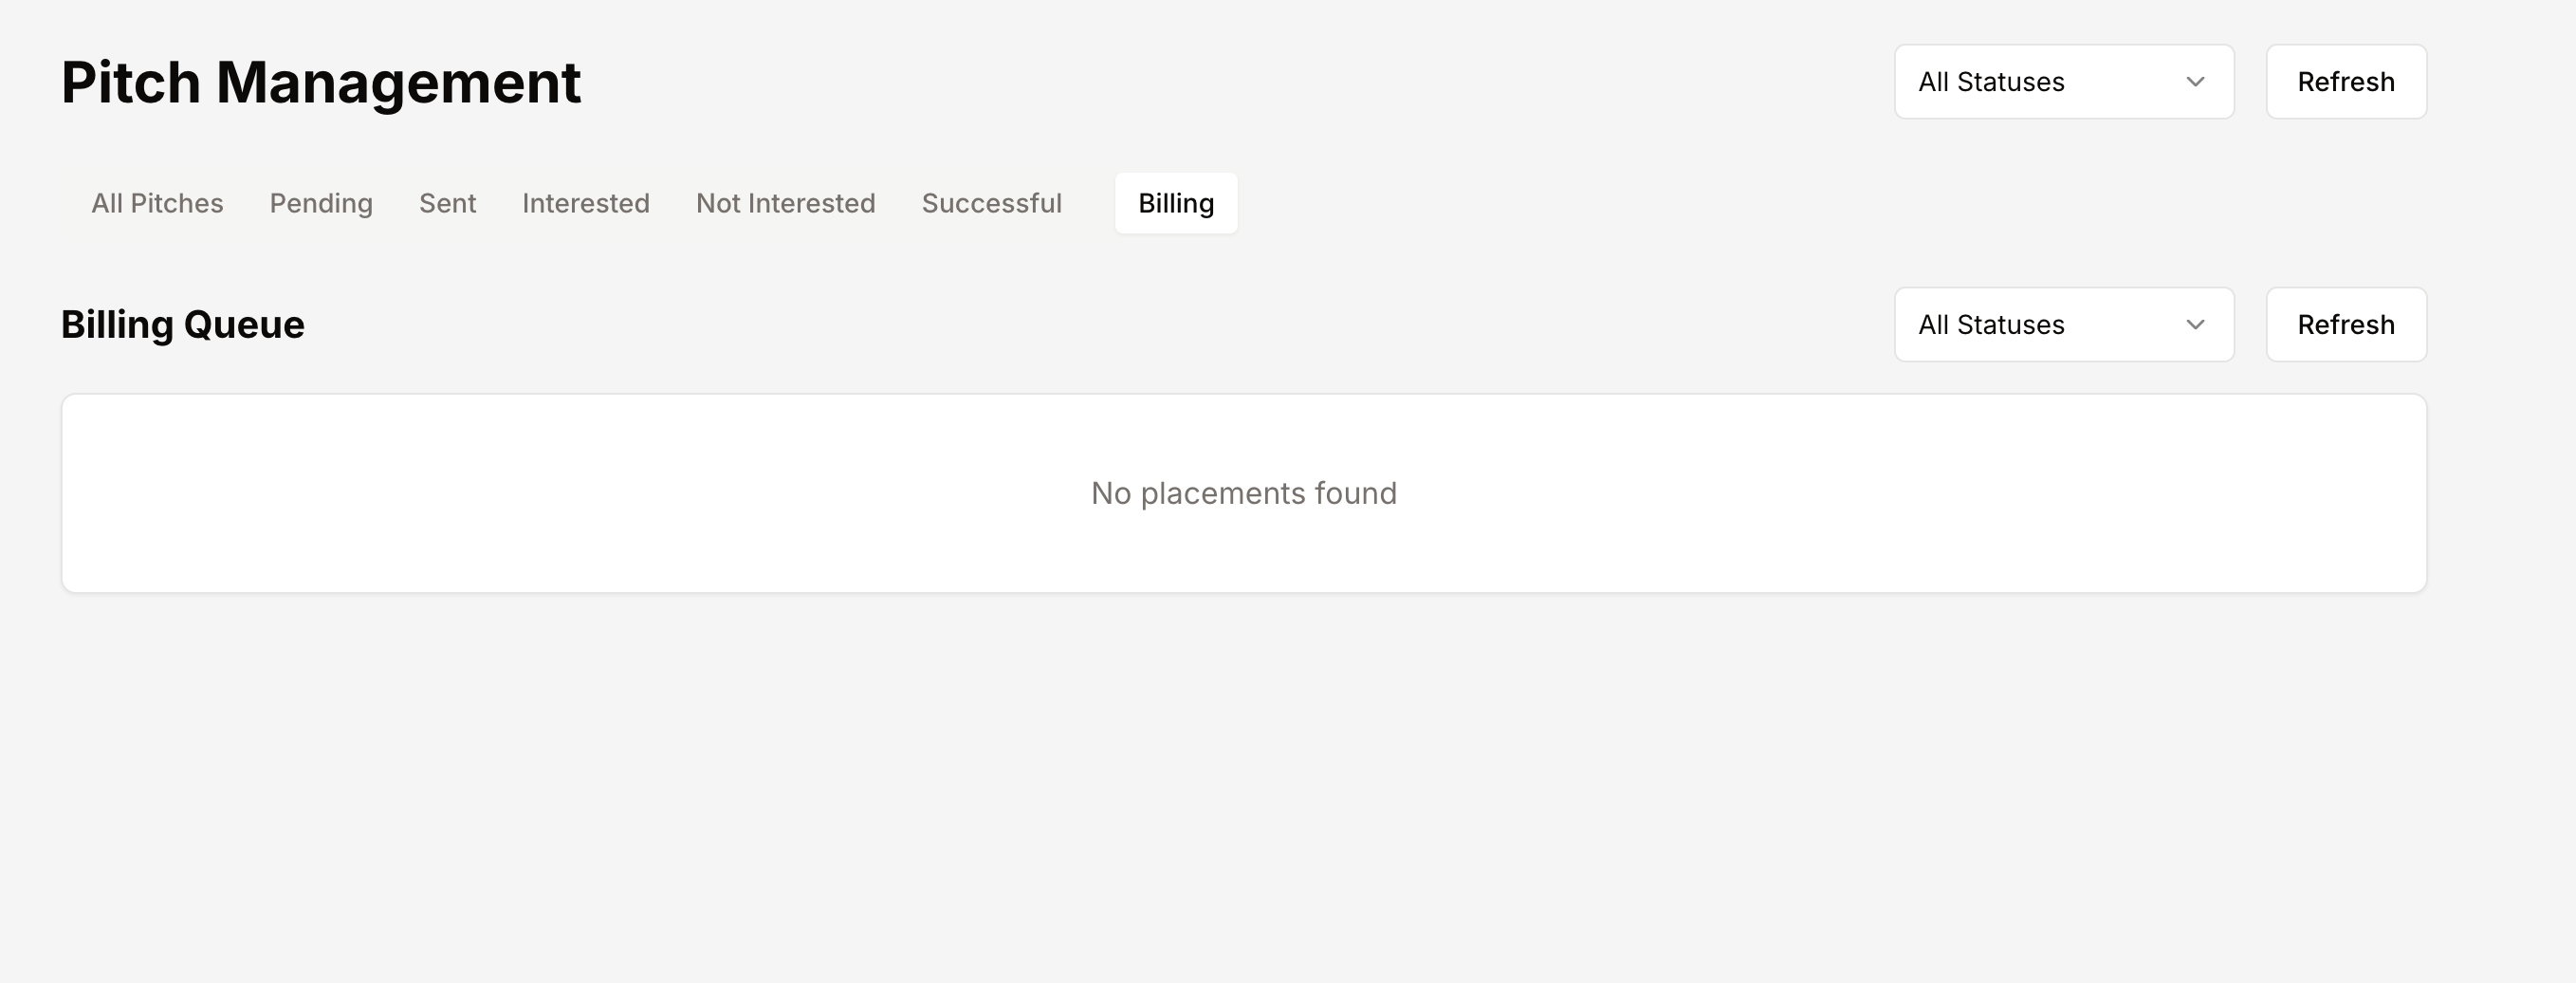 Pitch Management
All Statuses
Refresh
All Pitches
Pending
Sent
Interested
Not Interested
Successful
Billing
Billing Queue
All Statuses
Refresh
No placements found